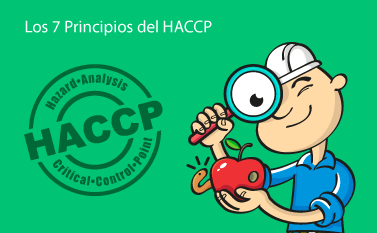 Los 7 Principios del HACCP
Hazard•Analysis
HACCP
Critical•Control•Point